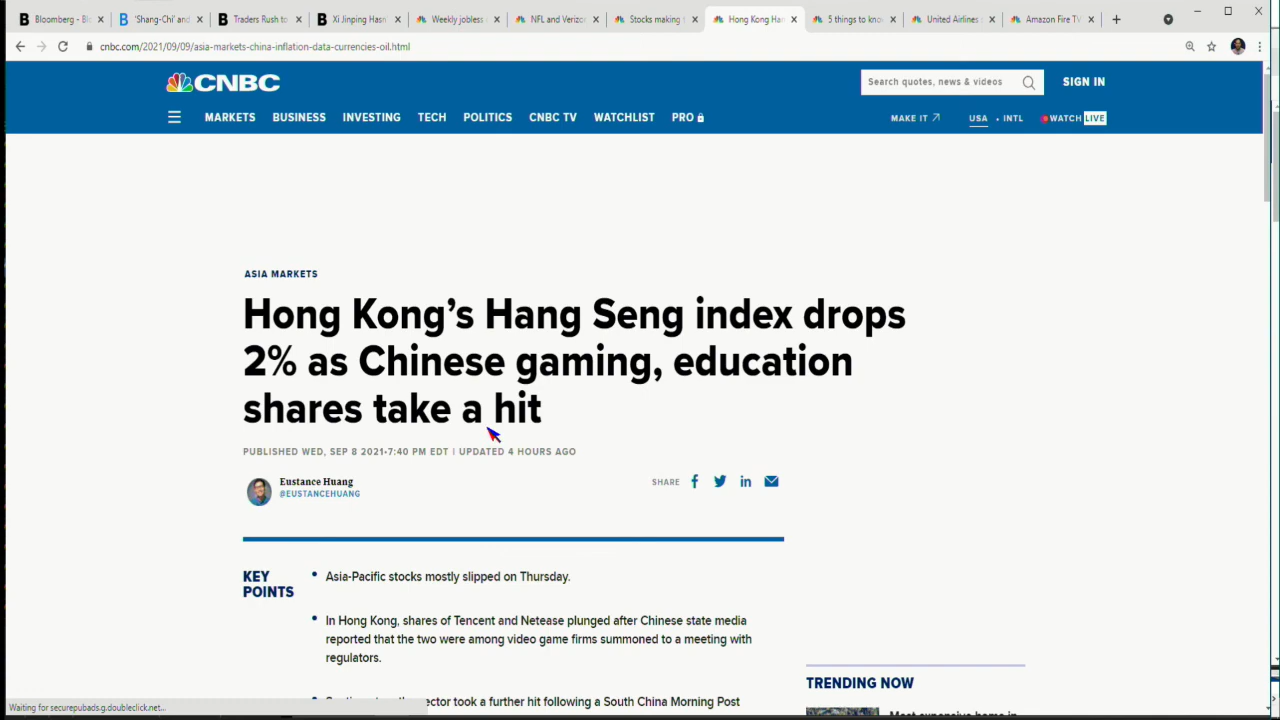 Bloomberg - Bl
'Shang-Chi' and
Traders Rush to
Xi Jinping Hasn
Weekly jobless
NFL and Verizo
Stocks making
Hong Kong Han
5 things to kno
United Airlines
Amazon Fire TV
cnbc.com/2021/09/09/asia-markets-china-inflation-data-currencies-oil.html
CNBC
Search quotes, news & videos
SIGN IN
MARKETS BUSINESS INVESTING TECH POLITICS CNBC TV WATCHLIST PRO
MAKE IT USA • INTL WATCH LIVE
ASIA MARKETS
Hong Kong’s Hang Seng index drops
2% as Chinese gaming, education
shares take a hit
PUBLISHED WED, SEP 8 2021•7:40 PM EDT | UPDATED 4 HOURS AGO
Eustance Huang
@EUSTANCEHUANG
SHARE
KEY
POINTS
• Asia-Pacific stocks mostly slipped on Thursday.
• In Hong Kong, shares of Tencent and Netease plunged after Chinese state media
reported that the two were among video game firms summoned to a meeting with
regulators.
ector took a further hit following a South China Morning Post
TRENDING NOW
Most expensive home in
Waiting for securepubads.g.doubleclick.net...